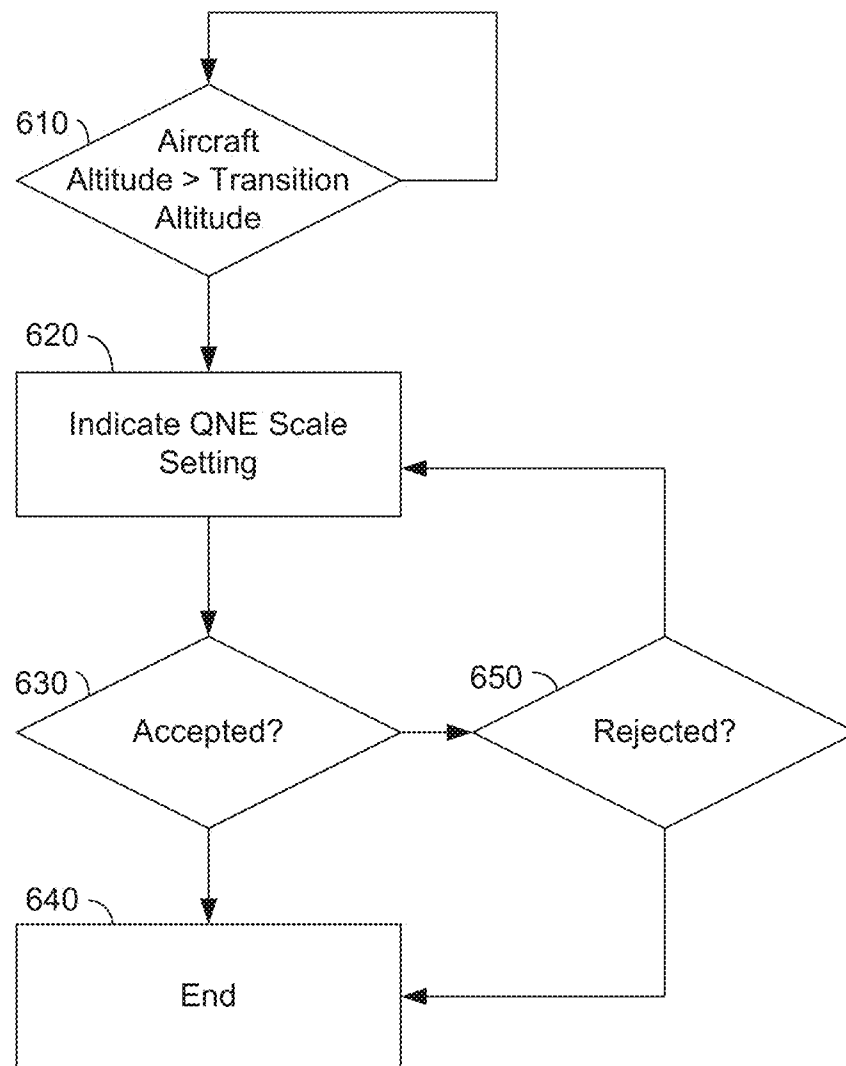 610
Aircraft
Altitude > Transition
Altitude
620
Indicate QNE Scale
Setting
630
Accepted?
650
Rejected?
640
End